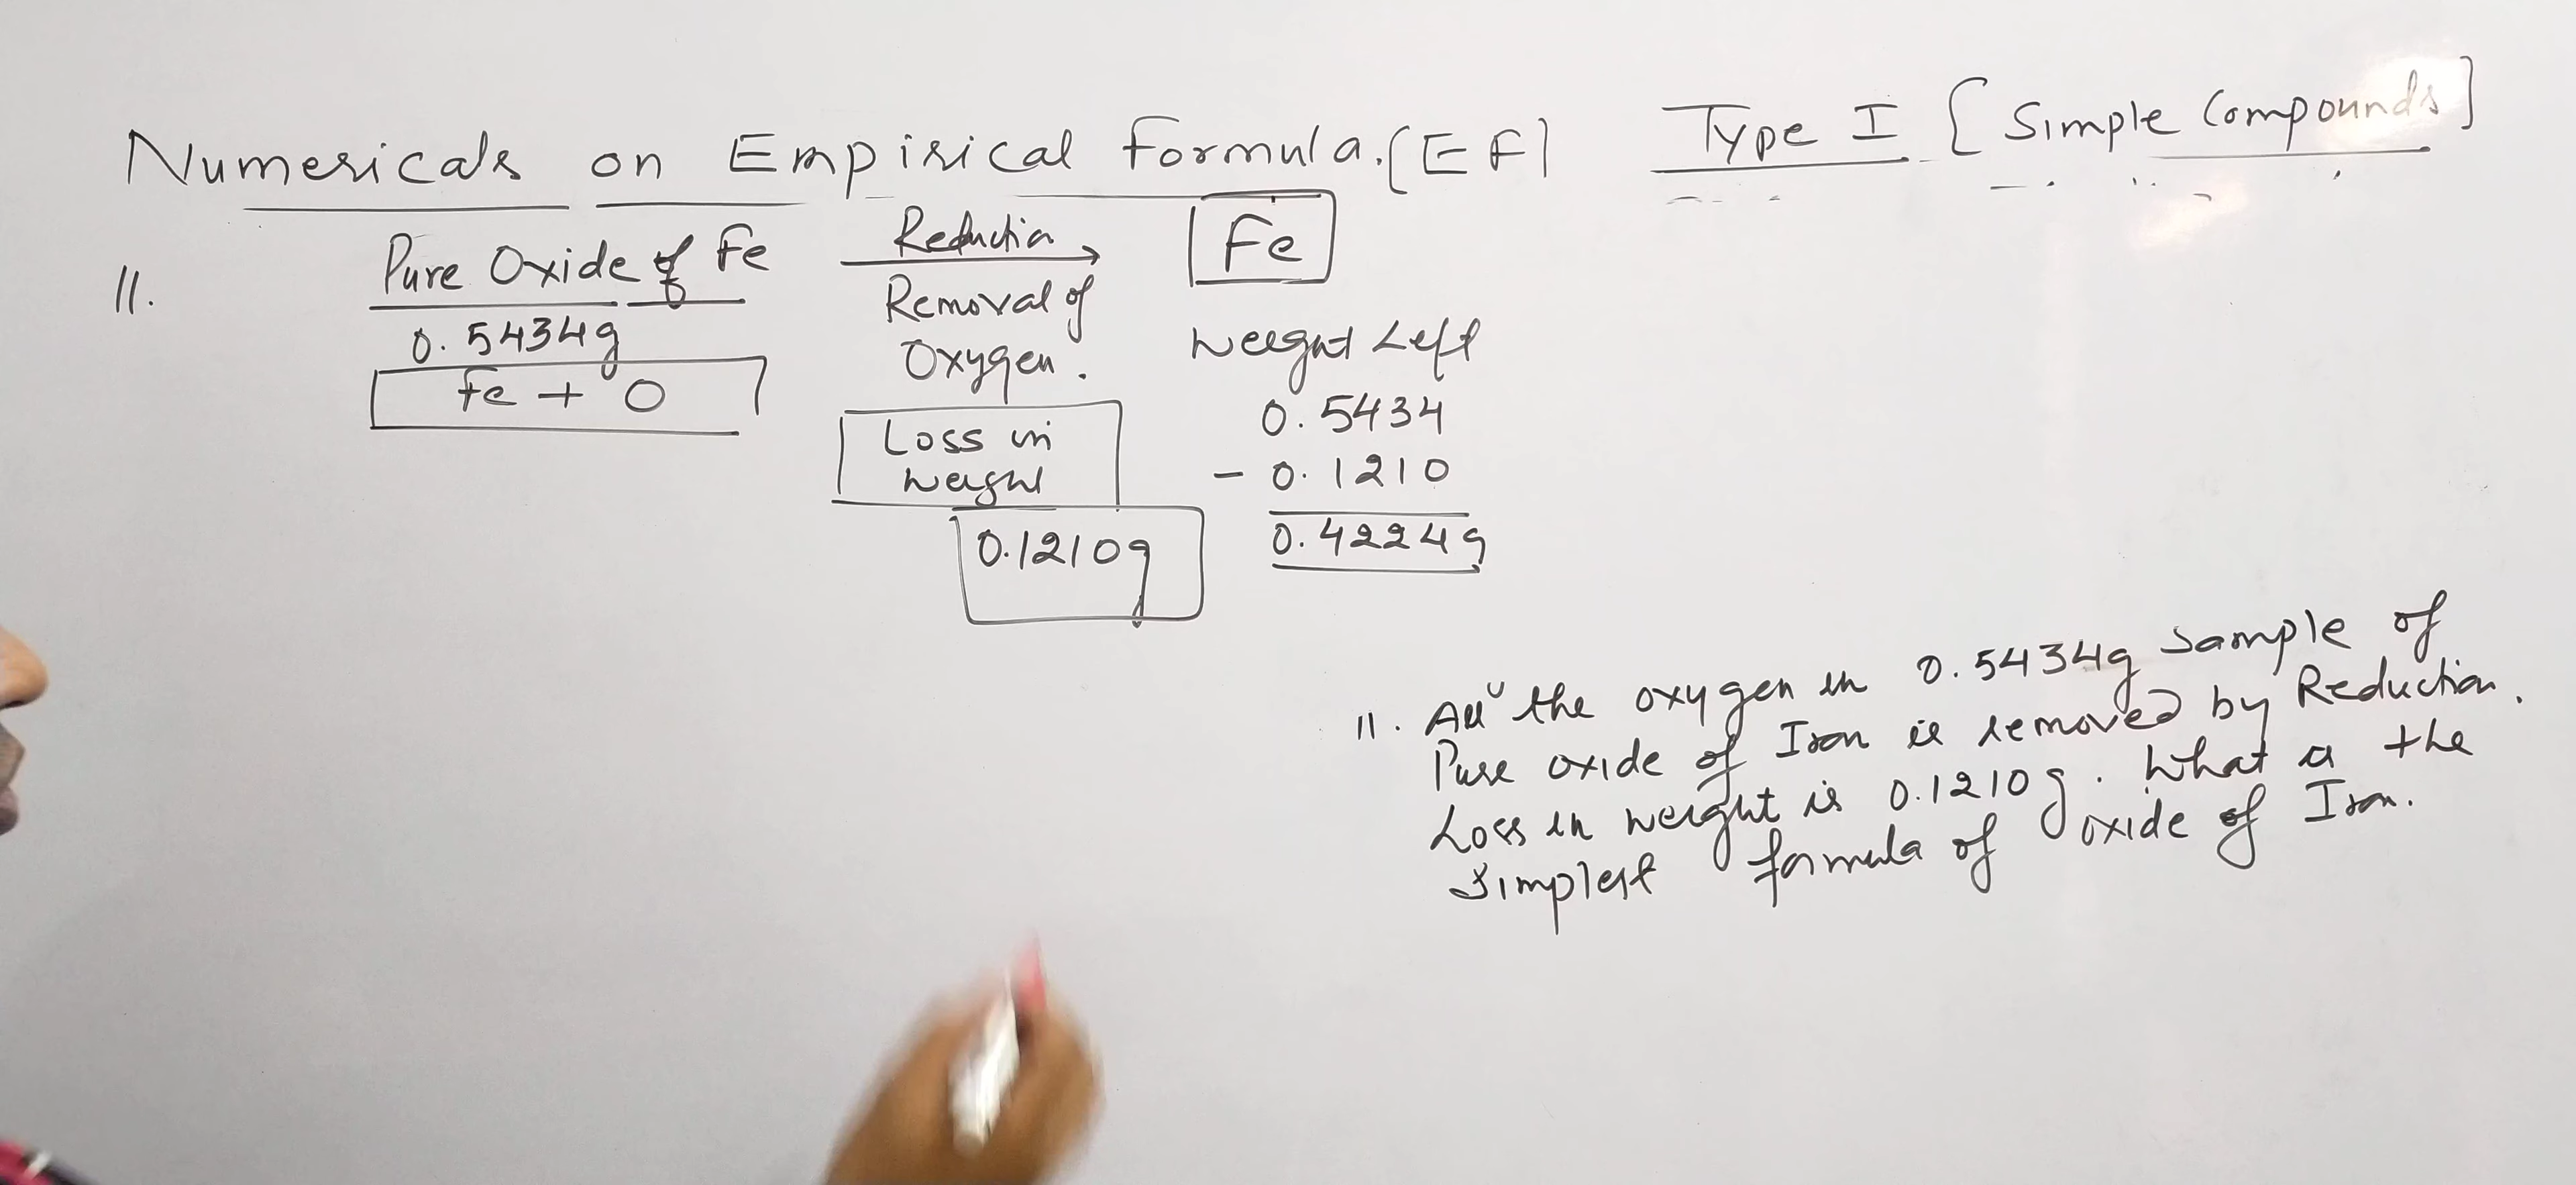 Numericals on Empirical Formula. [EF]
Type I [Simple Compounds]
11.
Pure Oxide of Fe
0.5434g
Fe + O
Reduction
Removal of
Oxygen.
Loss in
weight
0.1210g
Fe
Weight Left
0.5434
- 0.1210
0.4224g
11. All the oxygen in 0.5434g sample of
Pure oxide of Iron is removed by Reduction.
Loss in weight is 0.1210g. What is the
simplest formula of oxide of Iron.